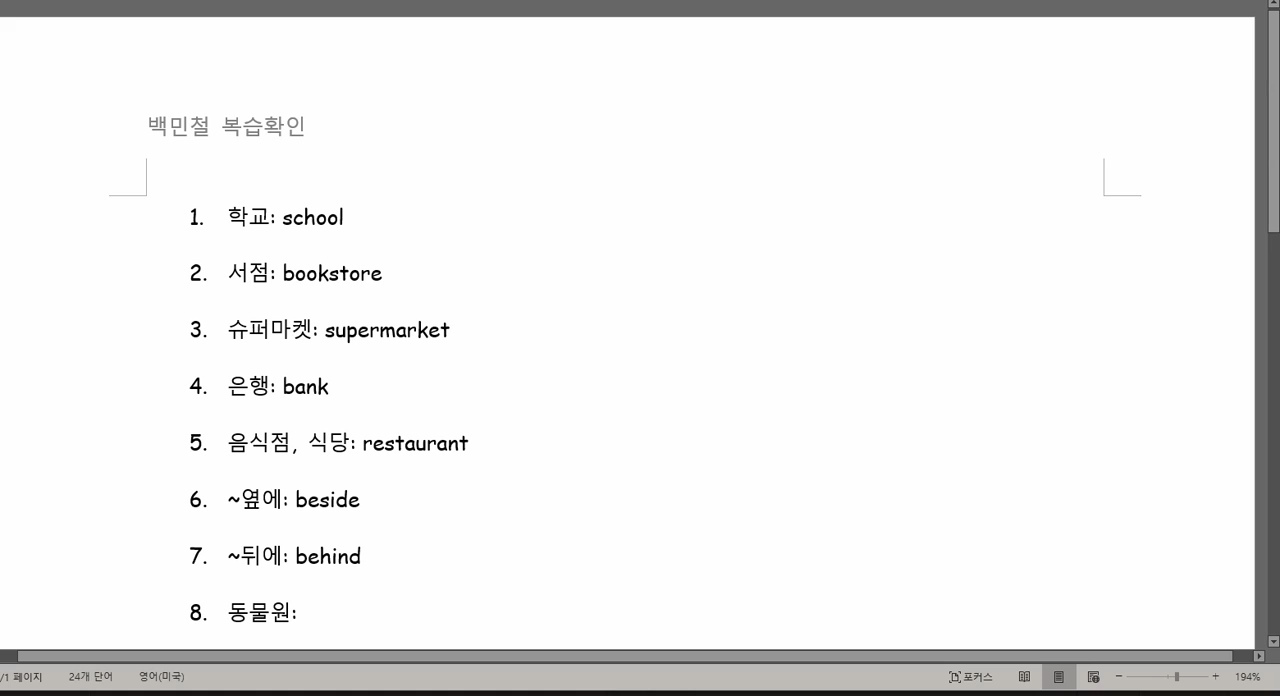 백민철 복습확인
1. 학교: school
2. 서점: bookstore
3. 슈퍼마켓: supermarket
4. 은행: bank
5. 음식점, 식당: restaurant
6. ~옆에: beside
7. ~뒤에: behind
8. 동물원:
/1 페이지 24개 단어 영어(미국) 포커스 194%